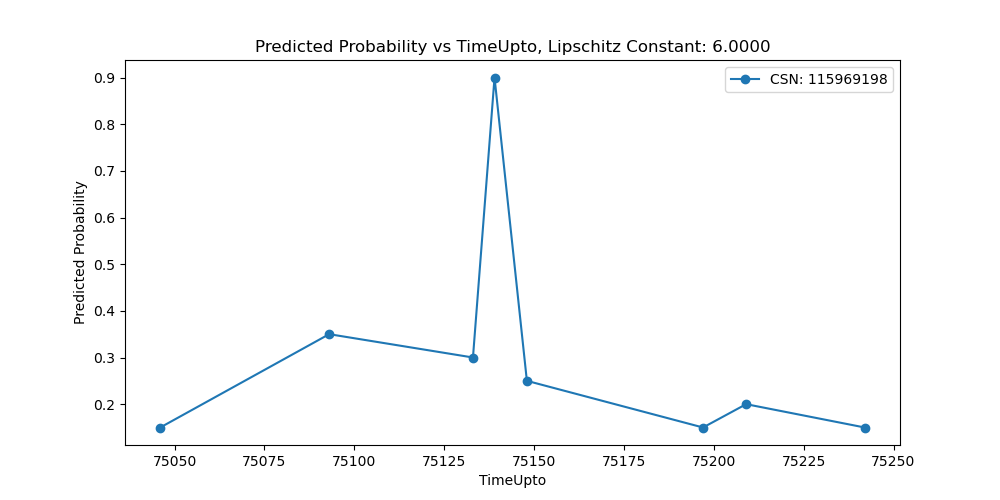 Predicted Probability vs TimeUpto, Lipschitz Constant: 6.0000
CSN: 115969198
Predicted Probability
0.9
0.8
0.7
0.6
0.5
0.4
0.3
0.2
75050 75075 75100 75125 75150 75175 75200 75225 75250
TimeUpto